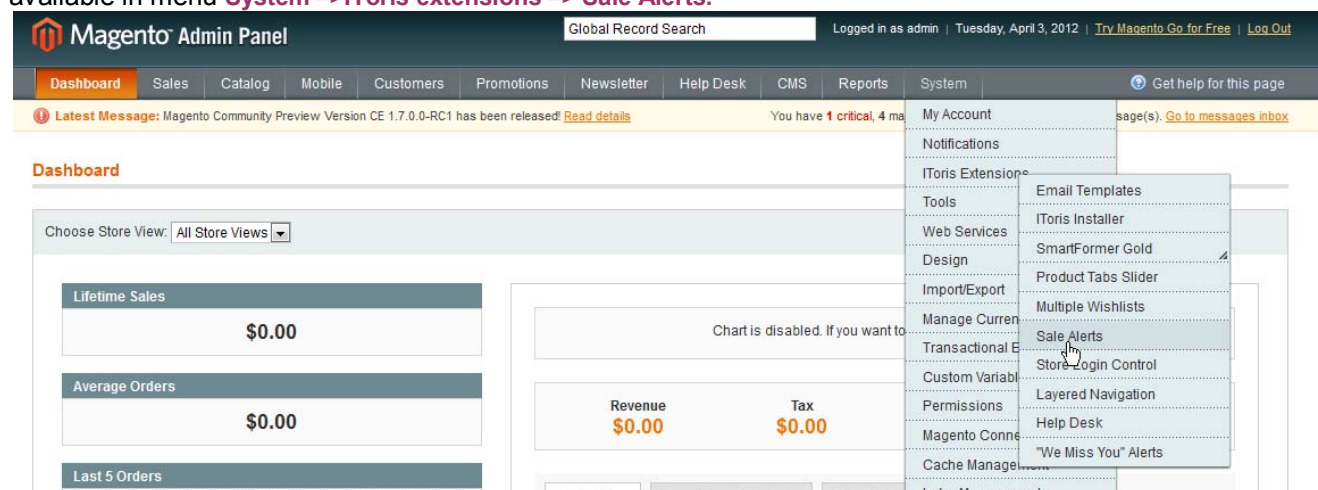 available in menu System –>IToris extensions –> Sale Alerts.
Magento Admin Panel
Global Record Search
Logged in as admin | Tuesday, April 3, 2012 | Try Magento Go for Free | Log Out
Dashboard Sales Catalog Mobile Customers Promotions Newsletter Help Desk CMS Reports System
Get help for this page
Latest Message: Magento Community Preview Version CE 1.7.0.0-RC1 has been released! Read details
You have 1 critical, 4 ma
sage(s). Go to messages inbox
My Account
Notifications
IToris Extensions
Tools
Web Services
Design
Import/Export
Manage Curren
Transactional E
Custom Variabl
Permissions
Magento Conne
Cache Management
Email Templates
IToris Installer
SmartFormer Gold
Product Tabs Slider
Multiple Wishlists
Sale Alerts
Store Login Control
Layered Navigation
Help Desk
"We Miss You" Alerts
Dashboard
Choose Store View: All Store Views
Lifetime Sales
$0.00
Average Orders
$0.00
Last 5 Orders
Chart is disabled. If you want to
Revenue Tax
$0.00 $0.00